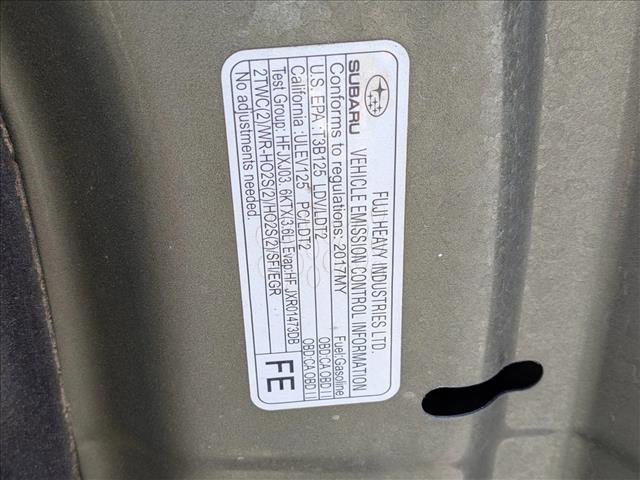 FUJI HEAVY INDUSTRIES LTD.
SUBARU VEHICLE EMISSION CONTROL INFORMATION
Conforms to regulations: 2017MY Fuel:Gasoline
U.S. EPA :T3B125 LDV/LDT2 OBD:CA OBD II
California :ULEV125 PC/LDT2 OBD:CA OBD II
Test Group: HFJXJ03.6KTX(3.6L) Evap:HFJXR01473DB
2TWC(2)/WR-HO2S(2)/HO2S(2)/SFI/EGR
No adjustments needed.
FE